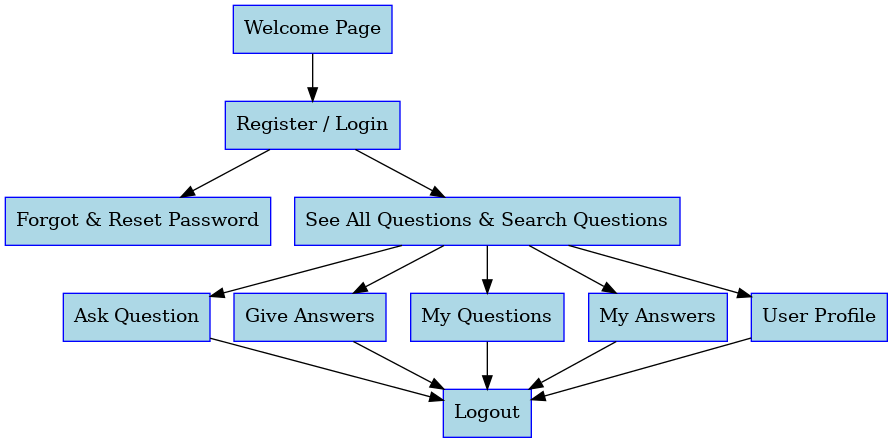 Welcome Page
Register / Login
Forgot & Reset Password
See All Questions & Search Questions
Ask Question
Give Answers
My Questions
My Answers
User Profile
Logout